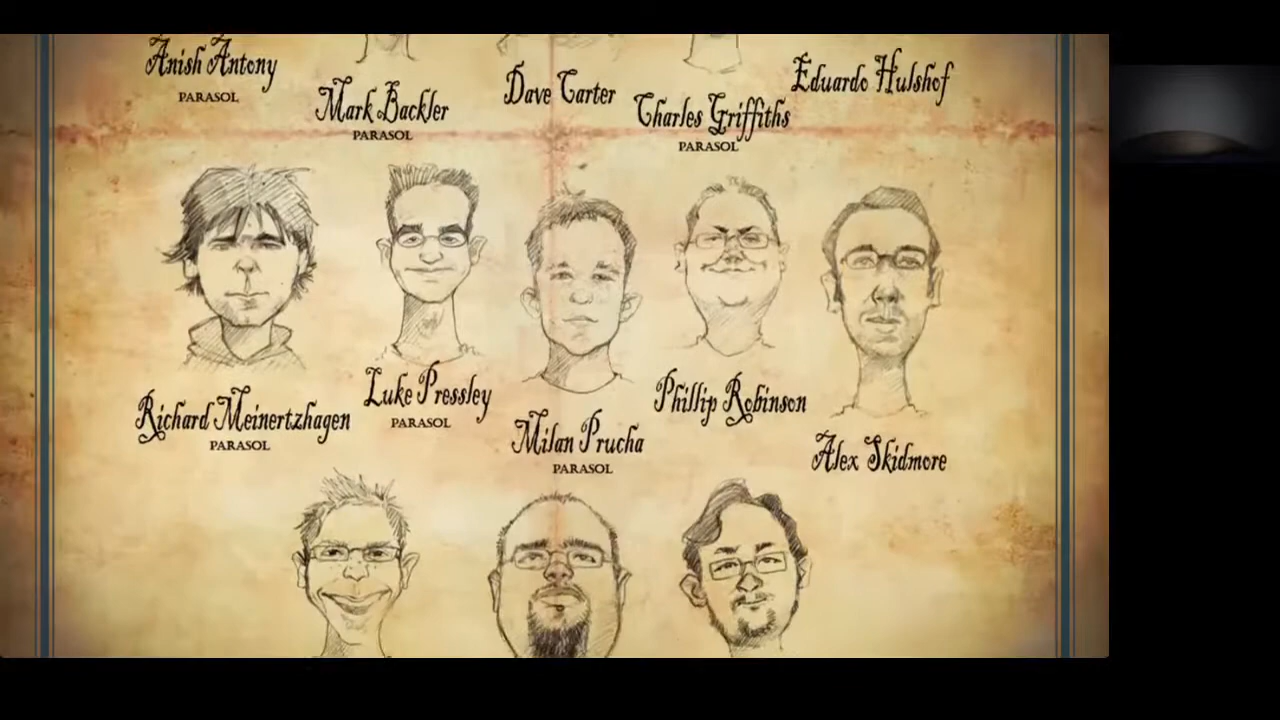 Anish Antony
PARASOL
Mark Backler
PARASOL
Dave Carter
Charles Griffiths
PARASOL
Eduardo Hulshof
Richard Meinertzhagen
PARASOL
Luke Pressley
PARASOL
Milan Prucha
PARASOL
Phillip Robinson
Alex Skidmore